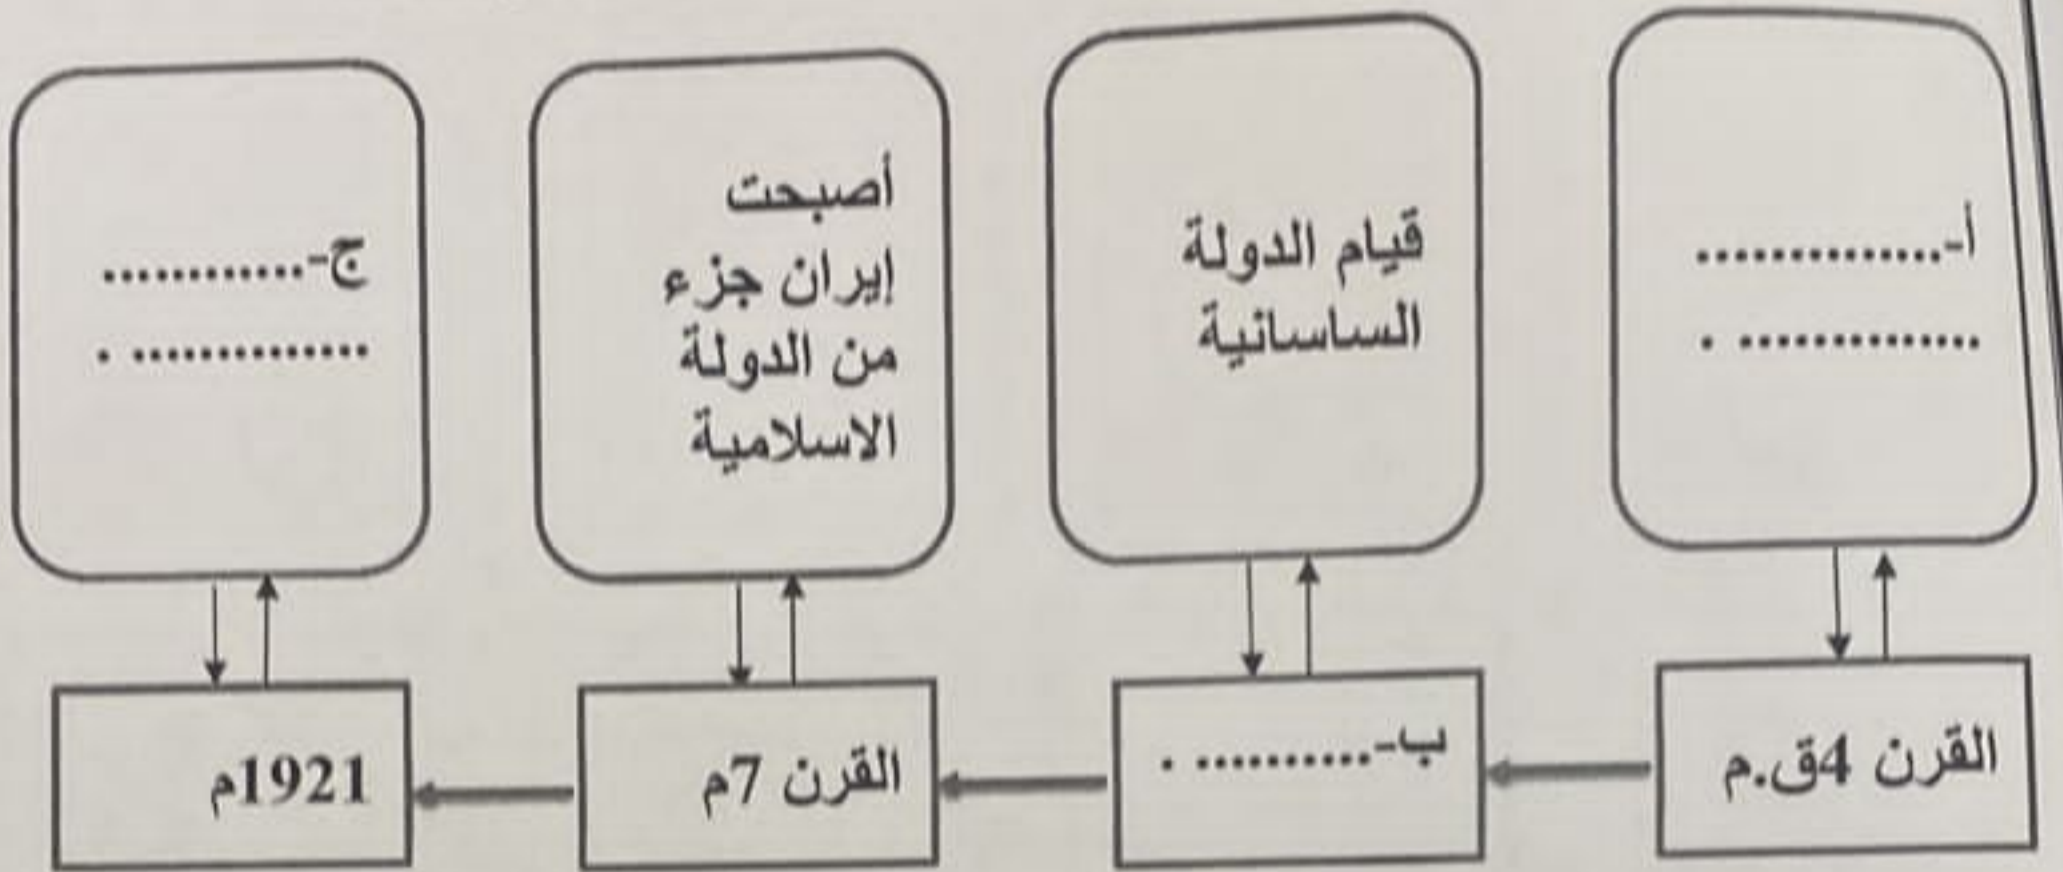 أ-...............
............... .
قيام الدولة
الساسانية
أصبحت
إيران جزء
من الدولة
الاسلامية
ج-............
.............. .
القرن 4ق.م
ب-........... .
القرن 7م
1921م